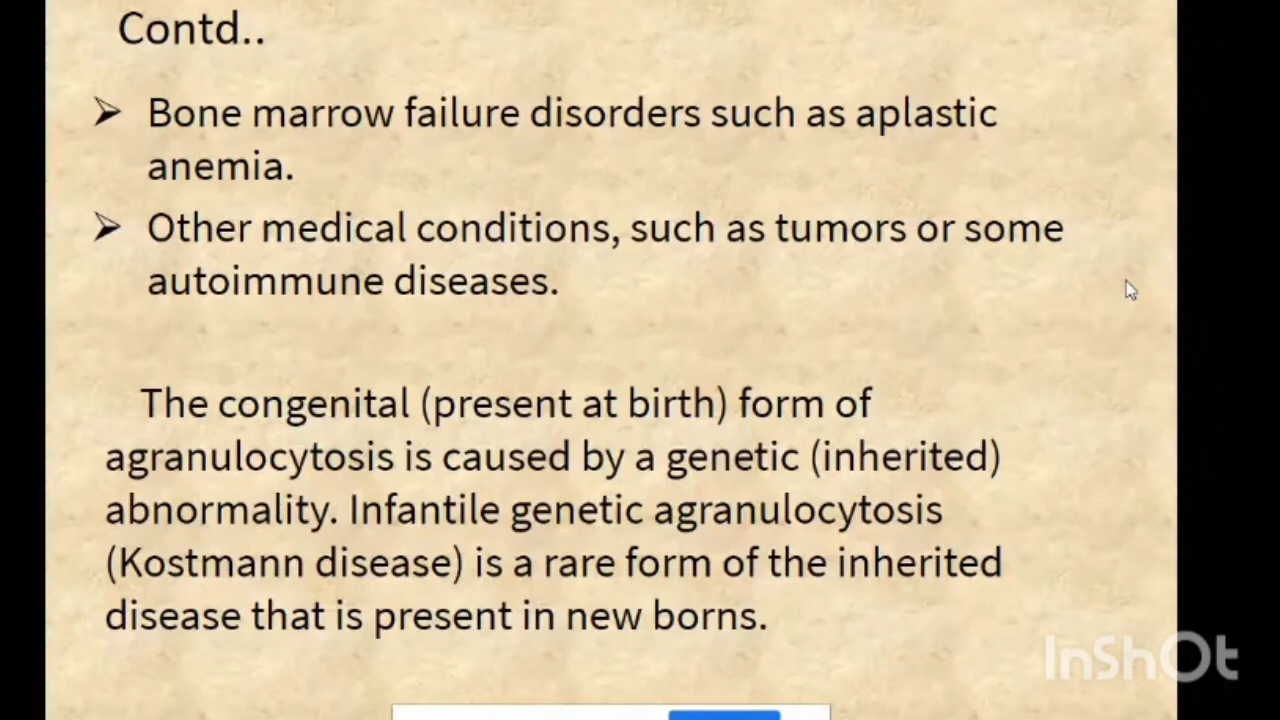 Contd..
➤ Bone marrow failure disorders such as aplastic
anemia.
➤ Other medical conditions, such as tumors or some
autoimmune diseases.
The congenital (present at birth) form of
agranulocytosis is caused by a genetic (inherited)
abnormality. Infantile genetic agranulocytosis
(Kostmann disease) is a rare form of the inherited
disease that is present in new borns.
InShOt